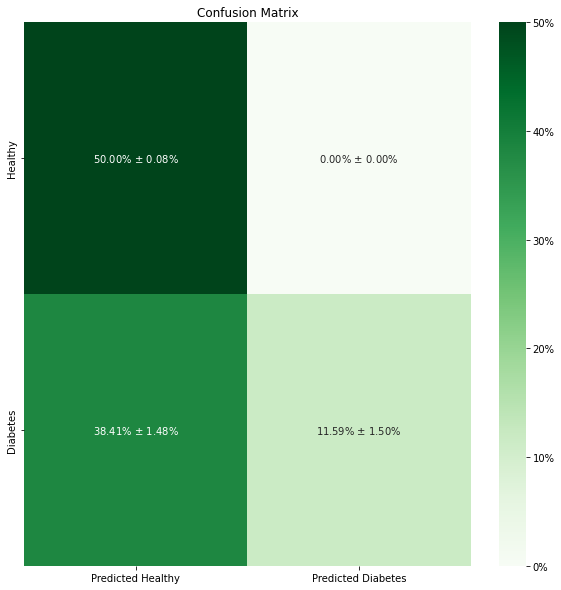 Confusion Matrix
Healthy
50.00% ± 0.08%
0.00% ± 0.00%
Diabetes
38.41% ± 1.48%
11.59% ± 1.50%
Predicted Healthy
Predicted Diabetes
50%
40%
30%
20%
10%
0%